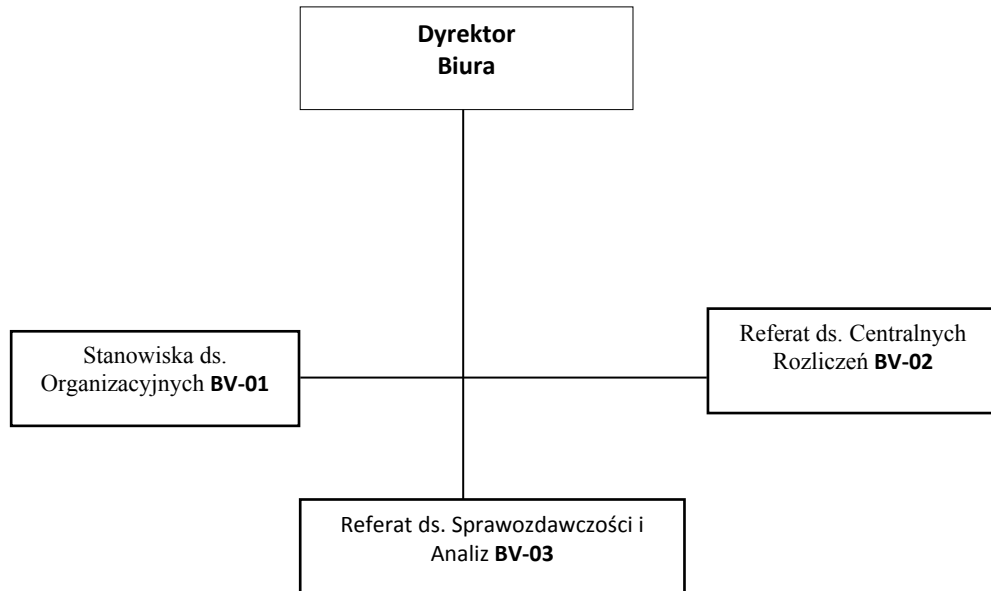 Dyrektor
Biura
Stanowiska ds.
Organizacyjnych BV-01
Referat ds. Centralnych
Rozliczeń BV-02
Referat ds. Sprawozdawczości i
Analiz BV-03